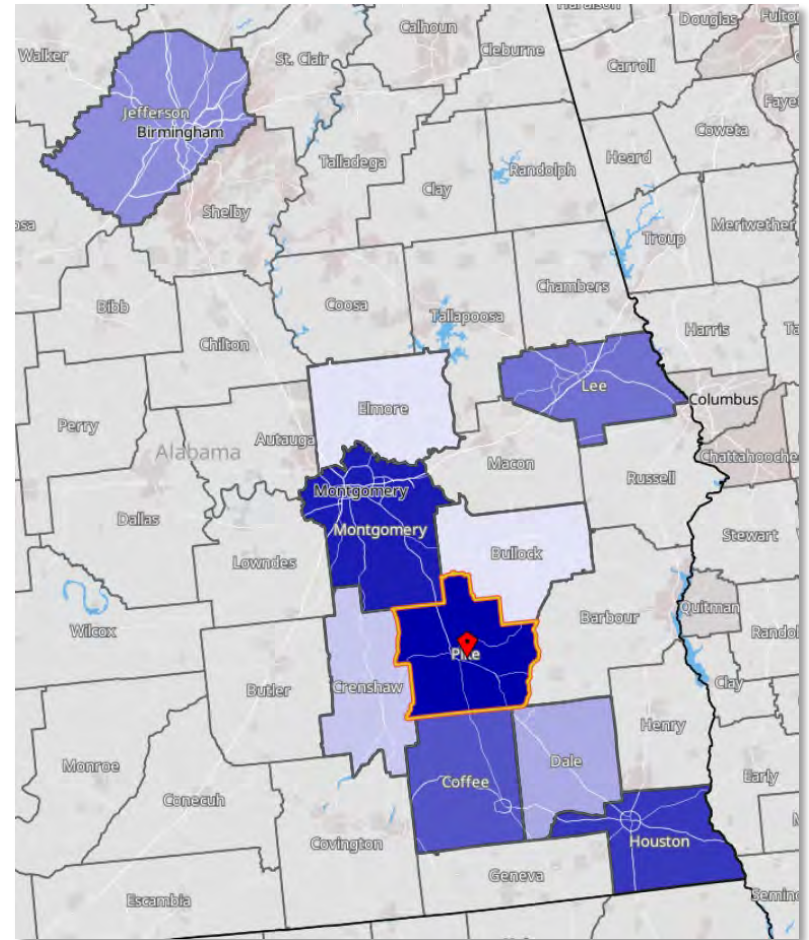 Calhoun
Douglas
Walker
St. Clair
Cleburne
Carroll
Jefferson
Birmingham
Coweta
Talladega
Heard
Randolph
Clay
Shelby
Troup
Meriwether
Chambers
Bibb
Coosa
Tallapoosa
Harris
Chilton
Lee
Columbus
Elmore
Perry
Autauga
Alabama
Macon
Chattahooche
Russell
Montgomery
Dallas
Montgomery
Stewart
Bullock
Lowndes
Quitman
Barbour
Wilcox
Pike
Crenshaw
Clay
Butler
Henry
Monroe
Dale
Early
Coffee
Conecuh
Covington
Houston
Geneva
Escambia